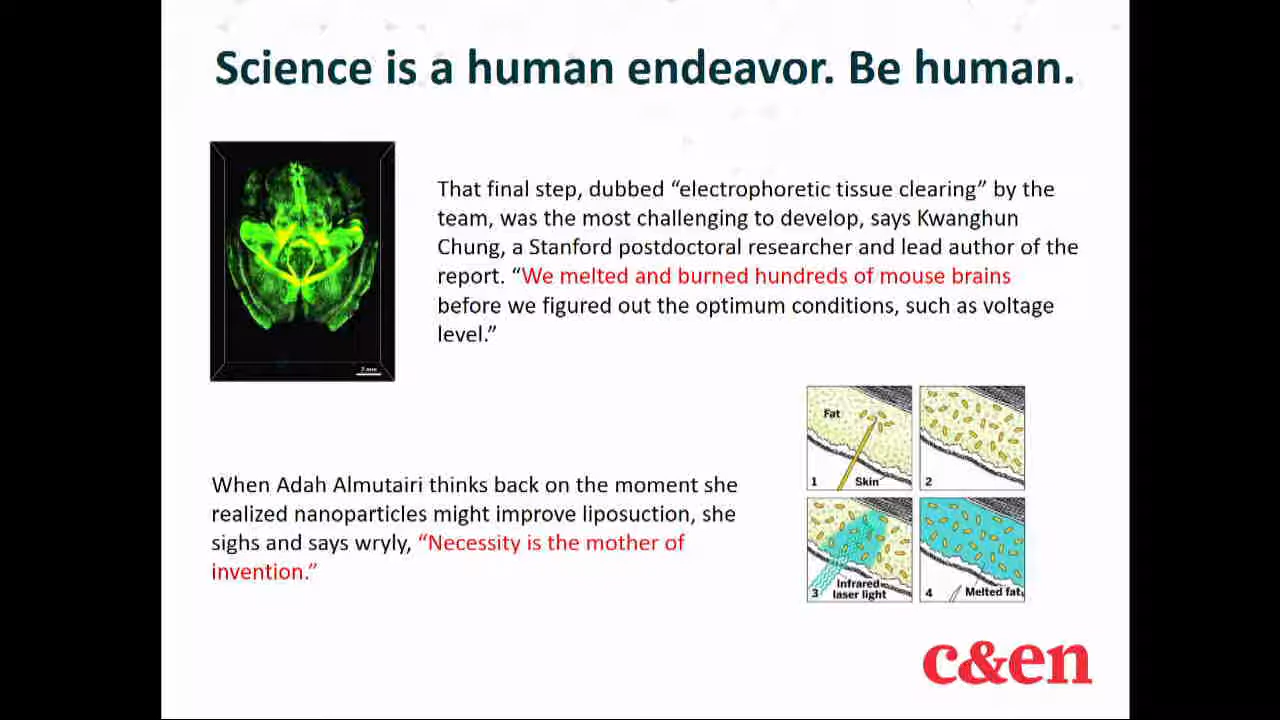 Science is a human endeavor. Be human.
That final step, dubbed “electrophoretic tissue clearing” by the
team, was the most challenging to develop, says Kwanghun
Chung, a Stanford postdoctoral researcher and lead author of the
report. “We melted and burned hundreds of mouse brains
before we figured out the optimum conditions, such as voltage
level.”
Fat
1
Skin
2
3
Infrared
laser light
4
Melted fat
When Adah Almutairi thinks back on the moment she
realized nanoparticles might improve liposuction, she
sighs and says wryly, “Necessity is the mother of
invention.”
c&en